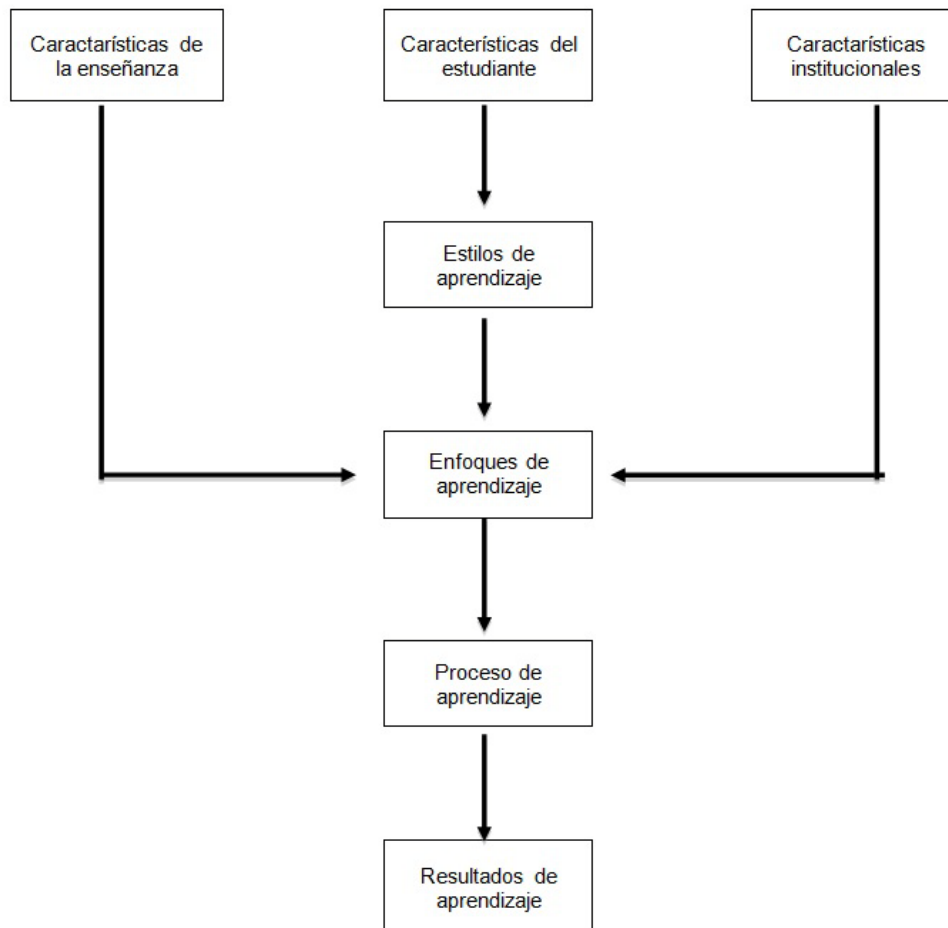 Caractarísticas de
la enseñanza
Características del
estudiante
Caractarísticas
institucionales
Estilos de
aprendizaje
Enfoques de
aprendizaje
Proceso de
aprendizaje
Resultados de
aprendizaje